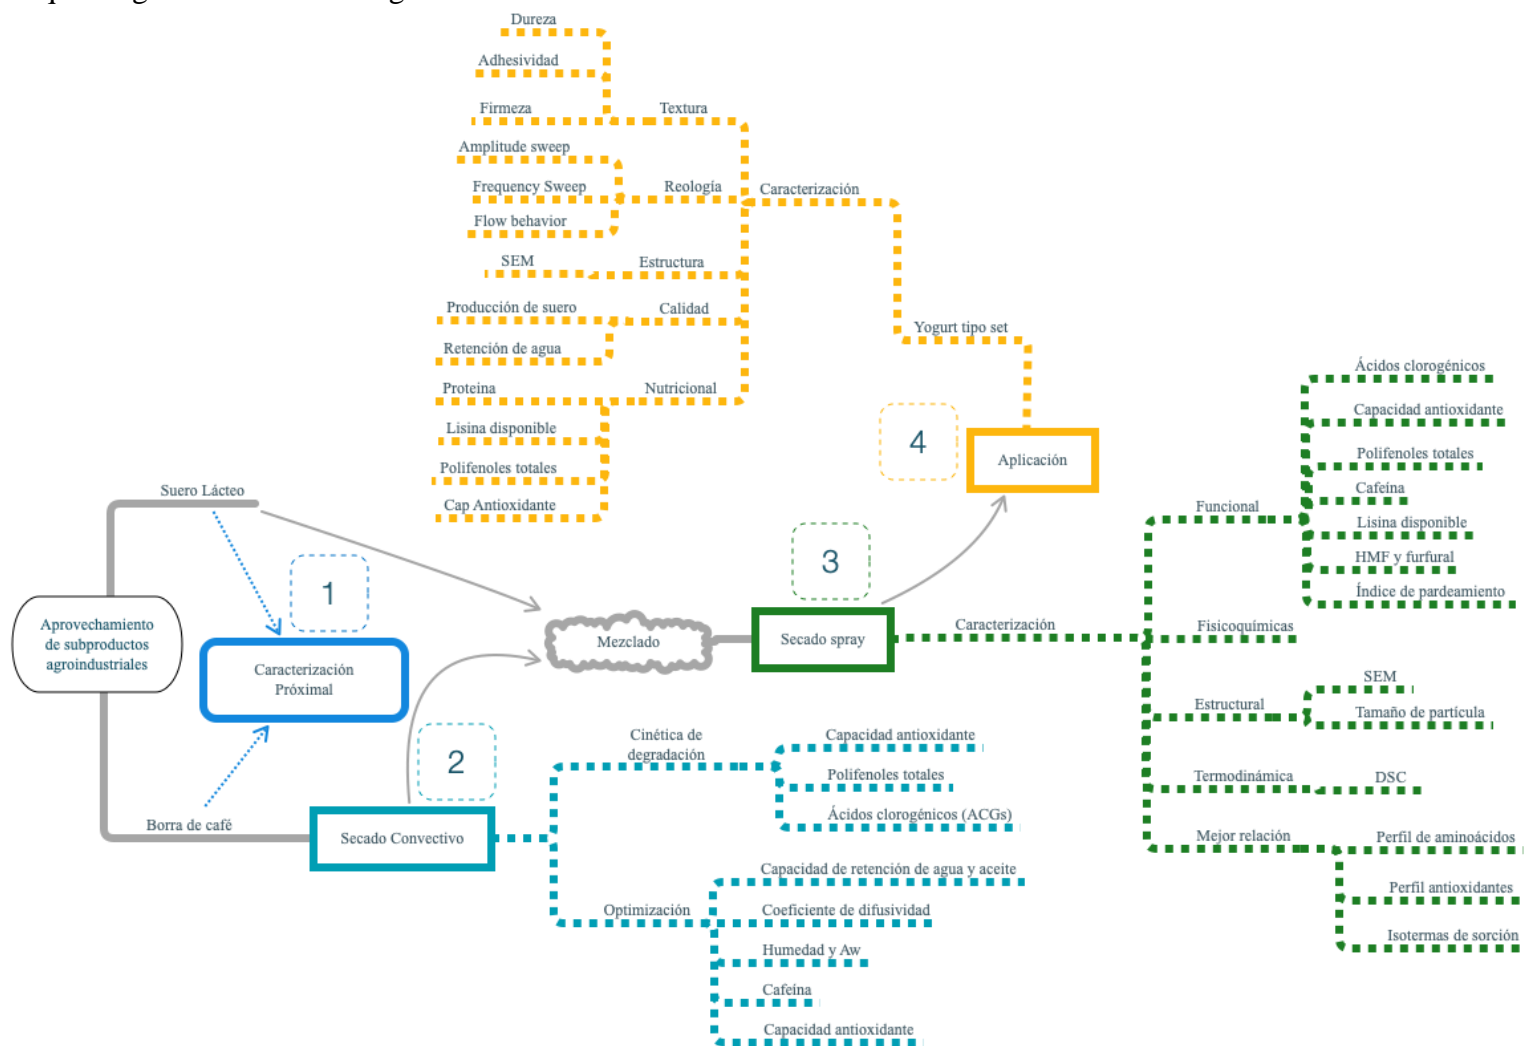 Dureza
Adhesividad
Firmeza
Textura
Amplitude sweep
Frequency Sweep
Reología
Caracterización
Flow behavior
SEM
Estructura
Producción de suero
Calidad
Retención de agua
Yogurt tipo set
Proteina
Nutricional
Lisina disponible
Polifenoles totales
Cap Antioxidante
4
Aplicación
Suero Lácteo
1
3
Aprovechamiento
de subproductos
agroindustriales
Caracterización
Próximal
Mezclado
Secado spray
Caracterización
Ácidos clorogénicos
Capacidad antioxidante
Polifenoles totales
Cafeína
Funcional
Lisina disponible
HMF y furfural
Índice de pardeamiento
Fisicoquímicas
SEM
Estructural
Tamaño de partícula
Termodinámica
DSC
Mejor relación
Perfil de aminoácidos
Perfil antioxidantes
Isotermas de sorción
2
Borra de café
Secado Convectivo
Cinética de
degradación
Capacidad antioxidante
Polifenoles totales
Ácidos clorogénicos (ACGs)
Capacidad de retención de agua y aceite
Optimización
Coeficiente de difusividad
Humedad y Aw
Cafeína
Capacidad antioxidante